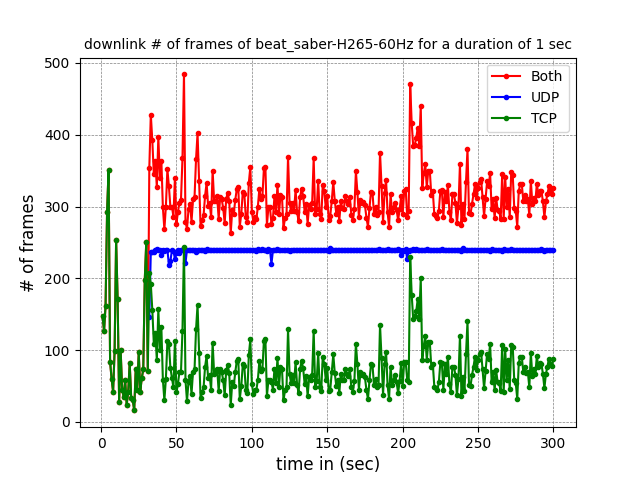 downlink # of frames of beat_saber-H265-60Hz for a duration of 1 sec
500
400
300
200
100
0
# of frames
Both
UDP
TCP
0 50 100 150 200 250 300
time in (sec)